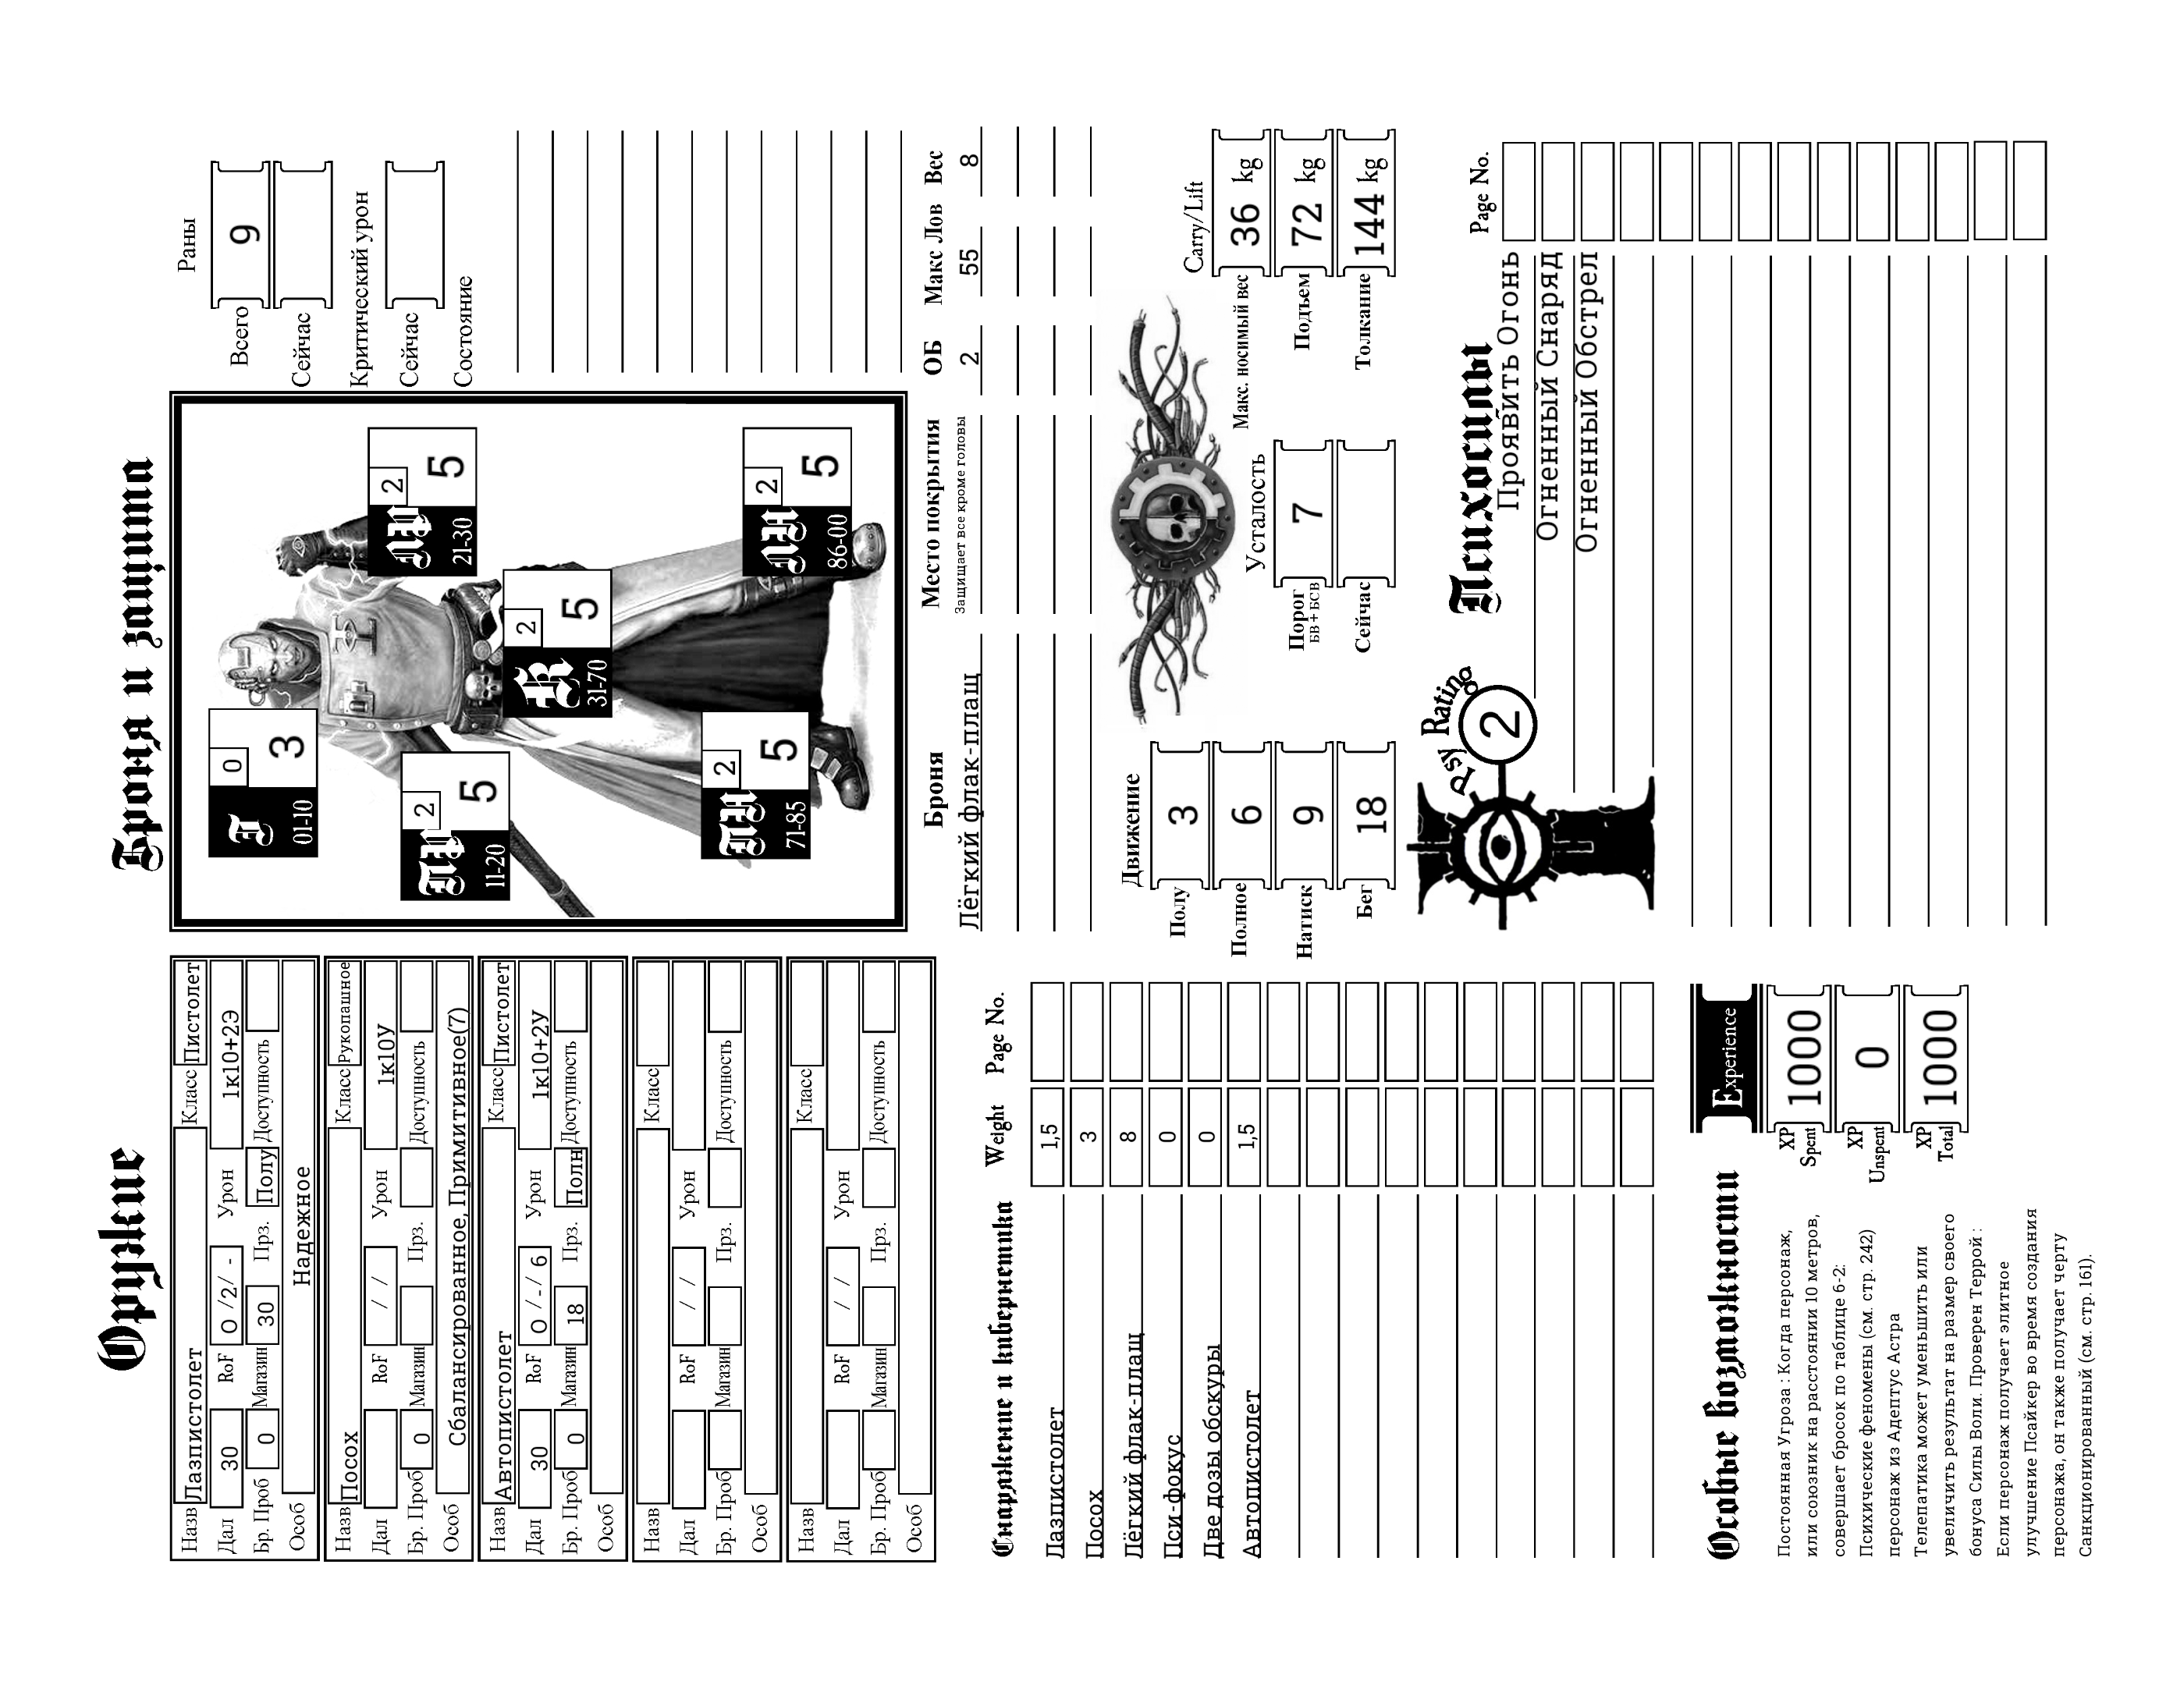 Оружие
Назв Лазпистолет Класс Пистолет
Дал 30 RoF О / 2 / - Урон 1к10+2Э
Бр. Проб 0 Магазин 30 Прз. Полу Доступность
Особ Надежное
Назв Посох Класс Рукопашное
Дал RoF / / Урон 1к10У
Бр. Проб 0 Магазин Прз. Доступность
Особ Сбалансированное, Примитивное(7)
Назв Автопистолет Класс Пистолет
Дал 30 RoF О / - / 6 Урон 1к10+2У
Бр. Проб 0 Магазин 18 Прз. Полн Доступность
Особ
Назв Класс
Дал RoF / / Урон
Бр. Проб Магазин Прз. Доступность
Особ
Назв Класс
Дал RoF / / Урон
Бр. Проб Магазин Прз. Доступность
Особ
Снаряжение и кибернетика Weight Page No.
Лазпистолет 1,5
Посох 3
Лёгкий флак-плащ 8
Пси-фокус 0
Две дозы обскуры 0
Автопистолет 1,5
Особые возможности
Постоянная Угроза : Когда персонаж,
или союзник на расстоянии 10 метров,
совершает бросок по таблице 6-2:
Психические феномены (см. стр. 242)
персонаж из Адептус Астра
Телепатика может уменьшить или
увеличить результат на размер своего
бонуса Силы Воли. Проверен Террой :
Если персонаж получает элитное
улучшение Псайкер во время создания
персонажа, он также получает черту
Санкционированный (см. стр. 161).
Experience
XP Spent 1000
XP Unspent 0
XP Total 1000
Броня и защита
Г 0
01-10 3
ПР 2
11-20 5
ЛР 2
21-30 5
2
31-70 5
ПН 2
71-85 5
ЛН 2
86-00 5
Раны
Всего 9
Сейчас
Критический урон
Сейчас
Состояние
Броня Место покрытия ОБ Макс Лов Вес
Лёгкий флак-плащ Защищает все кроме головы 2 55 8
Движение
Полу 3
Полное 6
Натиск 9
Бег 18
Усталость
Порог 7
БВ+БСВ
Сейчас
Carry/Lift
Макс. носимый вес 36 kg
Подъем 72 kg
Толкание 144 kg
Psy Rating 2
Психосилы Page No.
Проявить Огонь
Огненный Снаряд
Огненный Обстрел